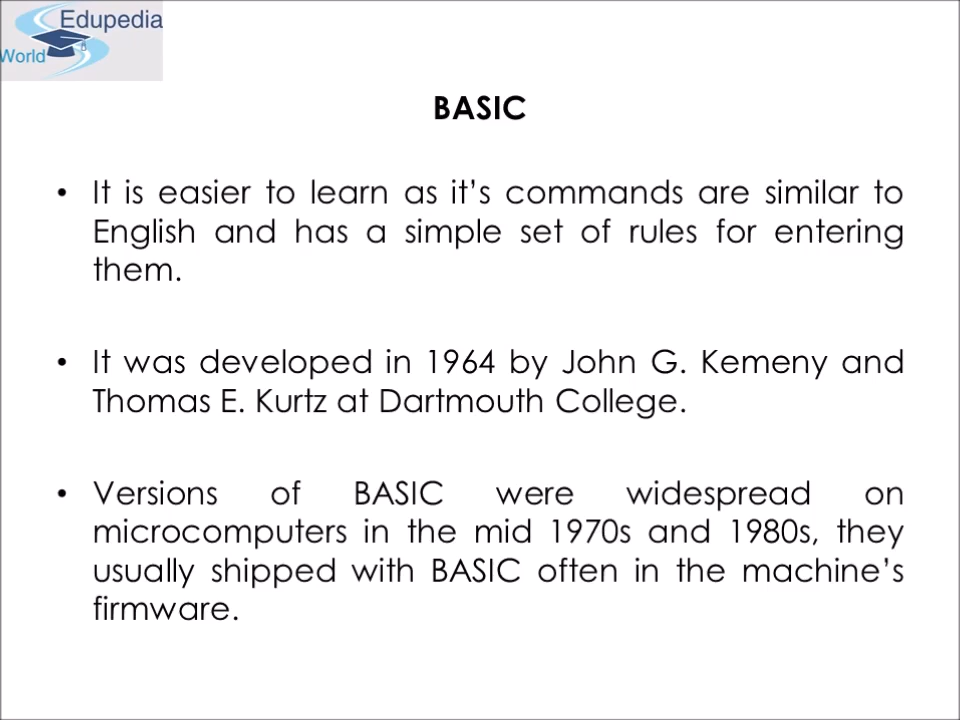 Edupedia
World
BASIC
• It is easier to learn as it’s commands are similar to
English and has a simple set of rules for entering
them.
• It was developed in 1964 by John G. Kemeny and
Thomas E. Kurtz at Dartmouth College.
• Versions of BASIC were widespread on
microcomputers in the mid 1970s and 1980s, they
usually shipped with BASIC often in the machine’s
firmware.